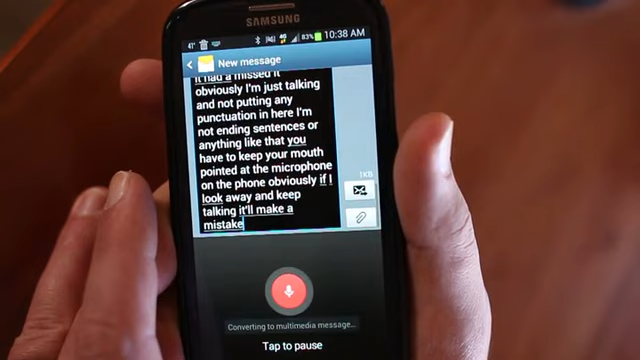 SAMSUNG
41° 4G 83% 10:38 AM
New message
it had a missed it
obviously I'm just talking
and not putting any
punctuation in here I'm
not ending sentences or
anything like that you
have to keep your mouth
pointed at the microphone
on the phone obviously if I
look away and keep
talking it'll make a
mistake
1KB
Converting to multimedia message...
Tap to pause